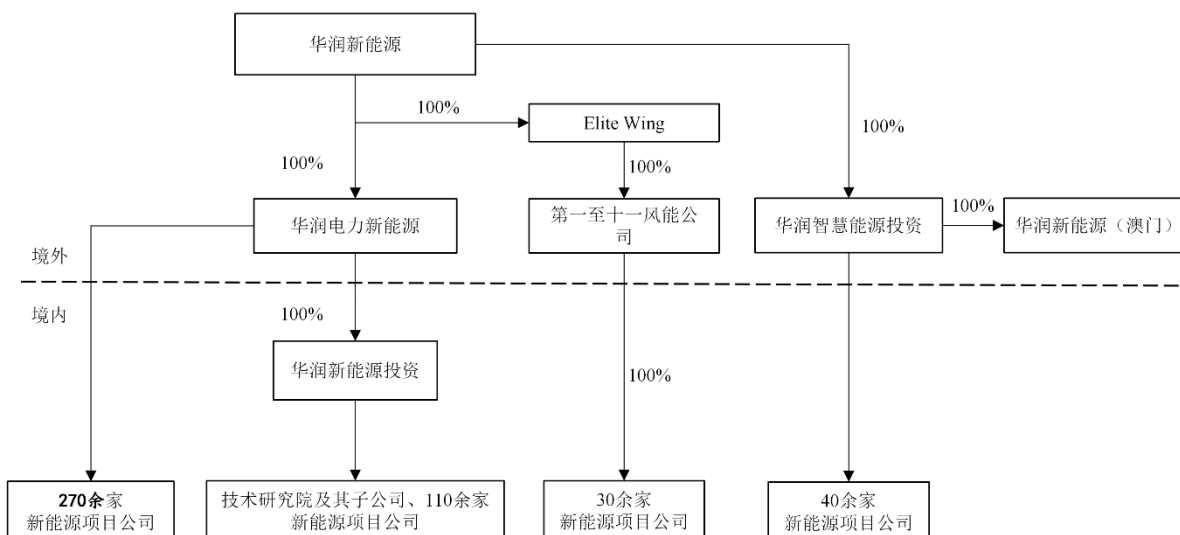 华润新能源
100%
Elite Wing
100%
100%
100%
华润电力新能源
第一至十一风能公
司
华润智慧能源投资
100%
华润新能源（澳门）
境外
境内
100%
华润新能源投资
100%
270余家
新能源项目公司
技术研究院及其子公司、110余家
新能源项目公司
30余家
新能源项目公司
40余家
新能源项目公司